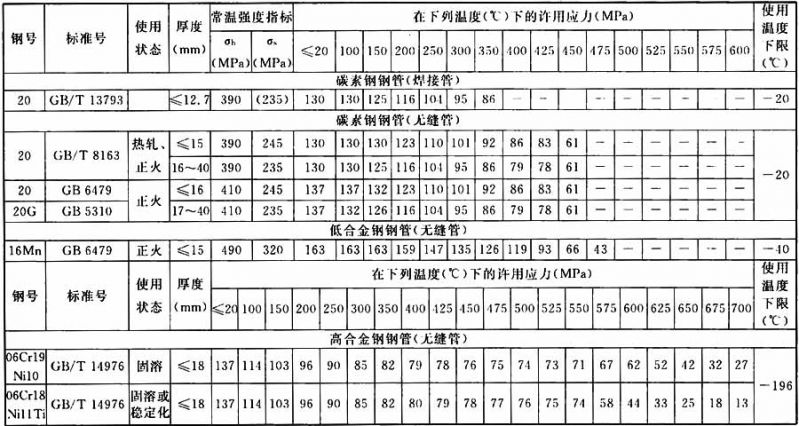 钢号 标准号 使用状态 厚度(mm) 常温强度指标 在下列温度(℃)下的许用应力(MPa) 使用温度下限(℃)
σb(MPa) σs(MPa) ≤20 100 150 200 250 300 350 400 425 450 475 500 525 550 575 600
碳素钢钢管(焊接管)
20 GB/T 13793 ≤12.7 390 (235) 130 130 125 116 104 95 86 — — — — — — — — — −20
碳素钢钢管(无缝管)
20 GB/T 8163 热轧、正火 ≤15 390 245 130 130 130 123 110 101 92 86 83 61 — — — — — — −20
16~40 390 235 130 130 125 116 104 95 86 79 78 61 — — — — — —
20 GB 6479 正火 ≤16 410 245 137 137 132 123 110 101 92 86 83 61 — — — — — —
20G GB 5310 17~40 410 235 137 132 126 116 104 95 86 79 78 61 — — — — — —
低合金钢钢管(无缝管)
16Mn GB 6479 正火 ≤15 490 320 163 163 163 159 147 135 126 119 93 66 43 — — — — — −40
钢号 标准号 使用状态 厚度(mm) 在下列温度(℃)下的许用应力(MPa) 使用温度下限(℃)
≤20 100 150 200 250 300 350 400 425 450 475 500 525 550 575 600 625 650 675 700
高合金钢钢管(无缝管)
06Cr19Ni10 GB/T 14976 固溶 ≤18 137 114 103 96 90 85 82 79 78 76 75 74 73 71 67 62 52 42 32 27 −196
06Cr18Ni11Ti GB/T 14976 固溶或稳定化 ≤18 137 114 103 96 90 85 82 80 79 78 77 76 75 74 58 44 33 25 18 13